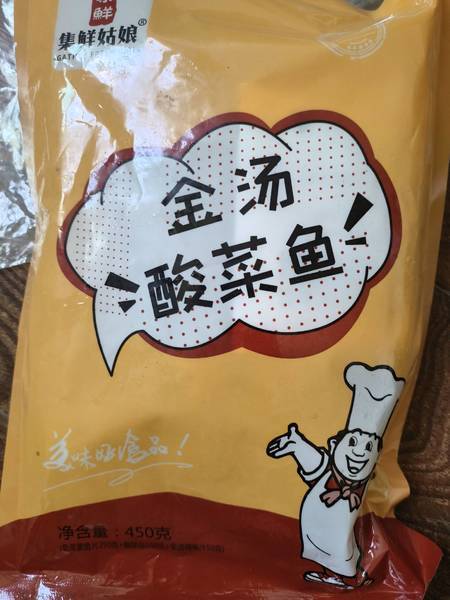 集鲜姑娘®
金汤
酸菜鱼
美味好食品！
净含量：450克